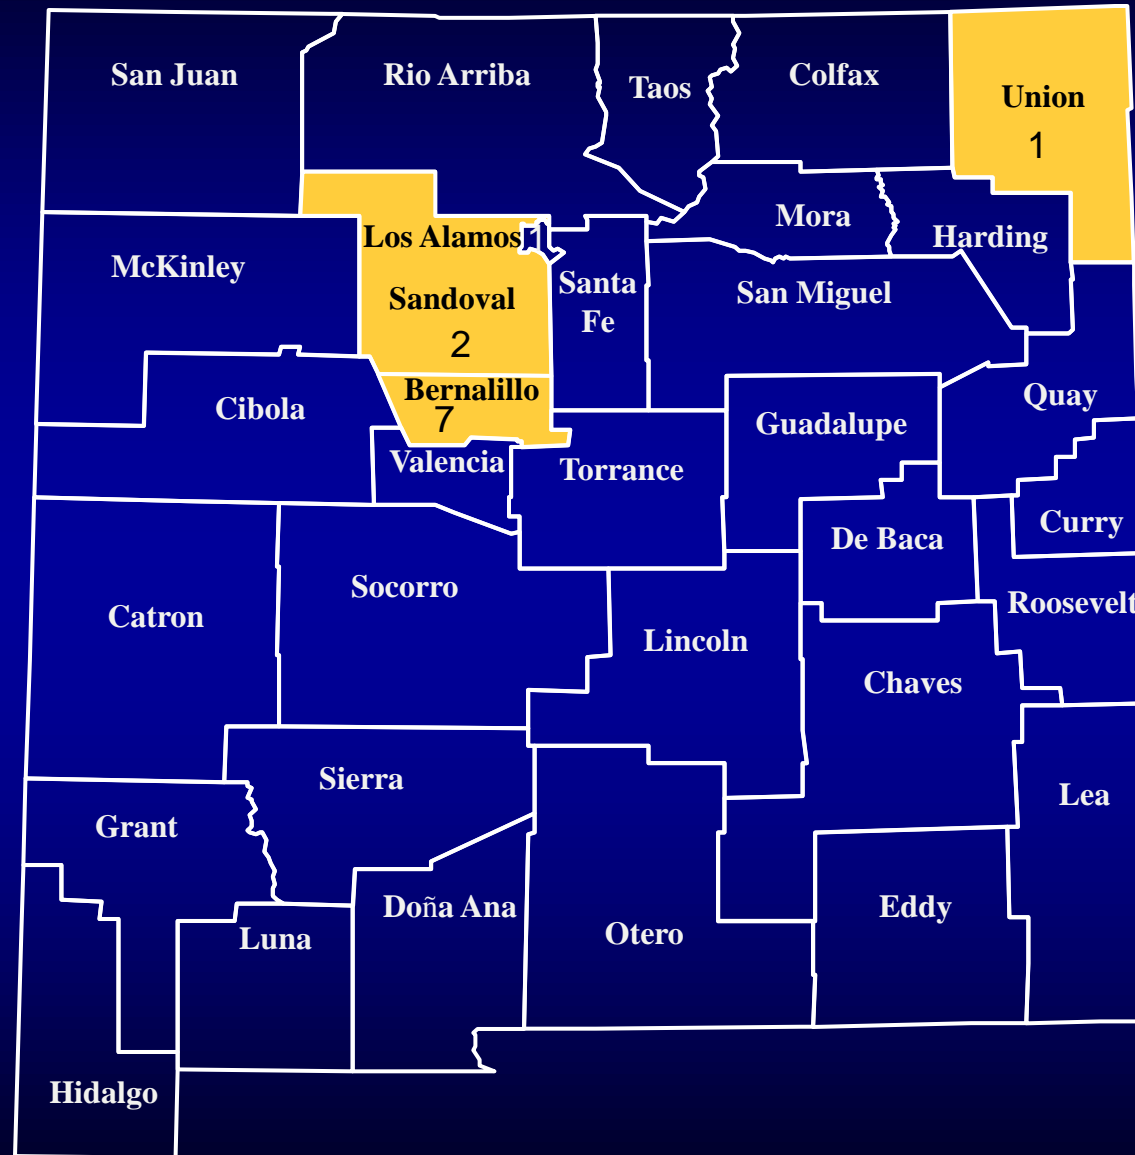 San Juan
Rio Arriba
Taos
Colfax
Union
1
Mora
Harding
Los Alamos
McKinley
Santa
Fe
San Miguel
Sandoval
2
Bernalillo
7
Cibola
Quay
Guadalupe
Valencia
Torrance
Curry
De Baca
Socorro
Catron
Roosevelt
Lincoln
Chaves
Sierra
Lea
Grant
Doña Ana
Eddy
Luna
Otero
Hidalgo